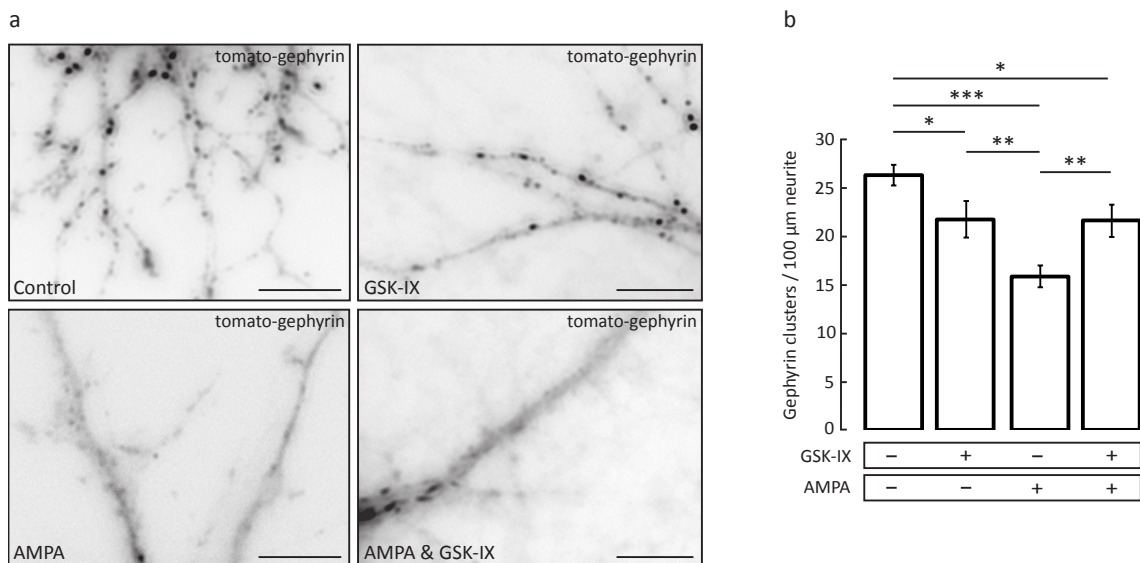 a
tomato-gephyrin
Control
tomato-gephyrin
GSK-IX
tomato-gephyrin
AMPA
tomato-gephyrin
AMPA & GSK-IX
b
*
***
*
**
**
Gephyrin clusters / 100 μm neurite
30
25
20
15
10
5
0
GSK-IX − + − +
AMPA − − + +